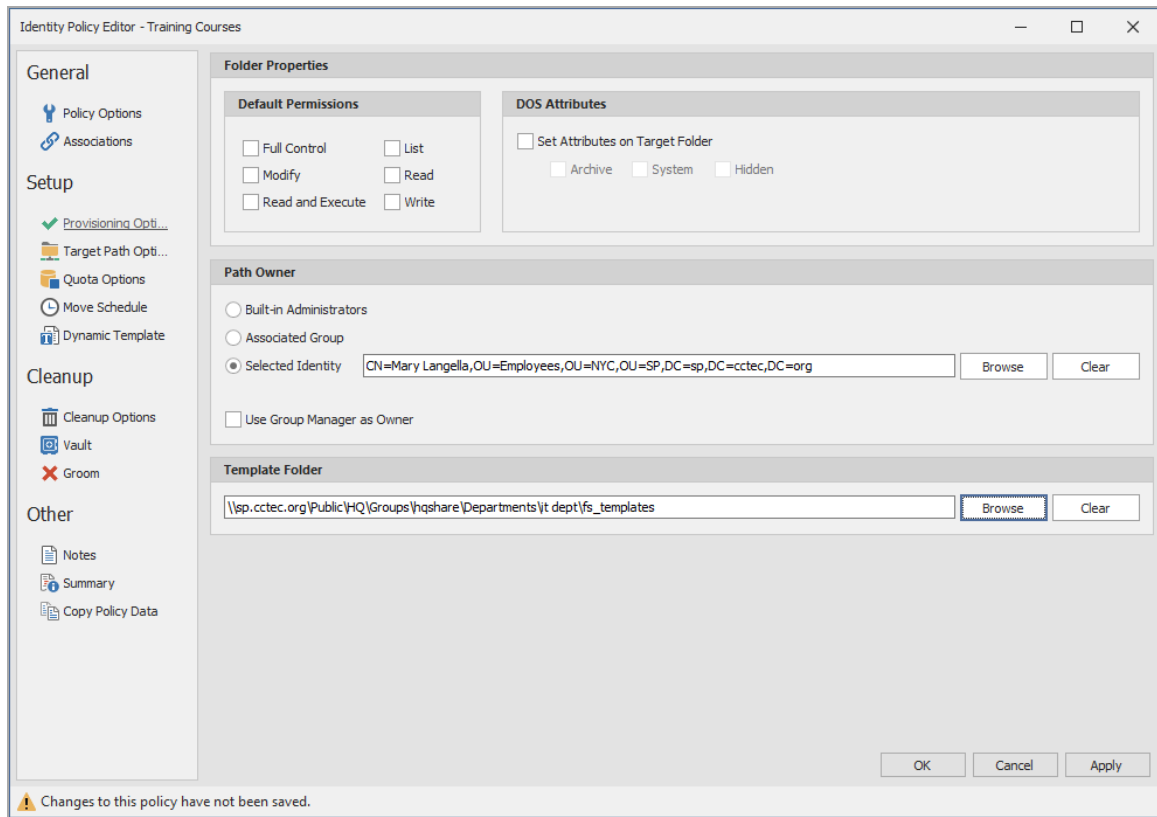 Identity Policy Editor - Training Courses
General
Policy Options
Associations
Setup
Provisioning Opti...
Target Path Opti...
Quota Options
Move Schedule
Dynamic Template
Cleanup
Cleanup Options
Vault
Groom
Other
Notes
Summary
Copy Policy Data
Folder Properties
Default Permissions
Full Control List
Modify Read
Read and Execute Write
DOS Attributes
Set Attributes on Target Folder
Archive System Hidden
Path Owner
Built-in Administrators
Associated Group
Selected Identity CN=Mary Langella,OU=Employees,OU=NYC,OU=SP,DC=sp,DC=cctec,DC=org Browse Clear
Use Group Manager as Owner
Template Folder
\\sp.cctec.org\Public\HQ\Groups\hqshare\Departments\it dept\fs_templates Browse Clear
OK Cancel Apply
Changes to this policy have not been saved.